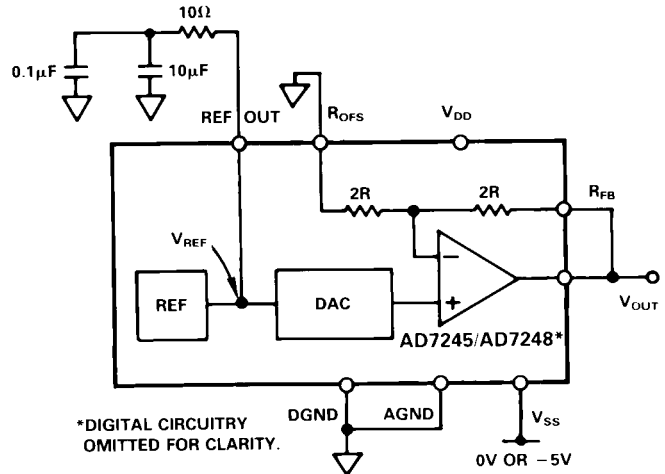 10Ω
0.1μF
10μF
REF OUT
ROFS
VDD
2R
2R
RFB
VREF
REF
DAC
−
+
VOUT
AD7245/AD7248*
DGND
AGND
VSS
*DIGITAL CIRCUITRY
OMITTED FOR CLARITY.
0V OR −5V